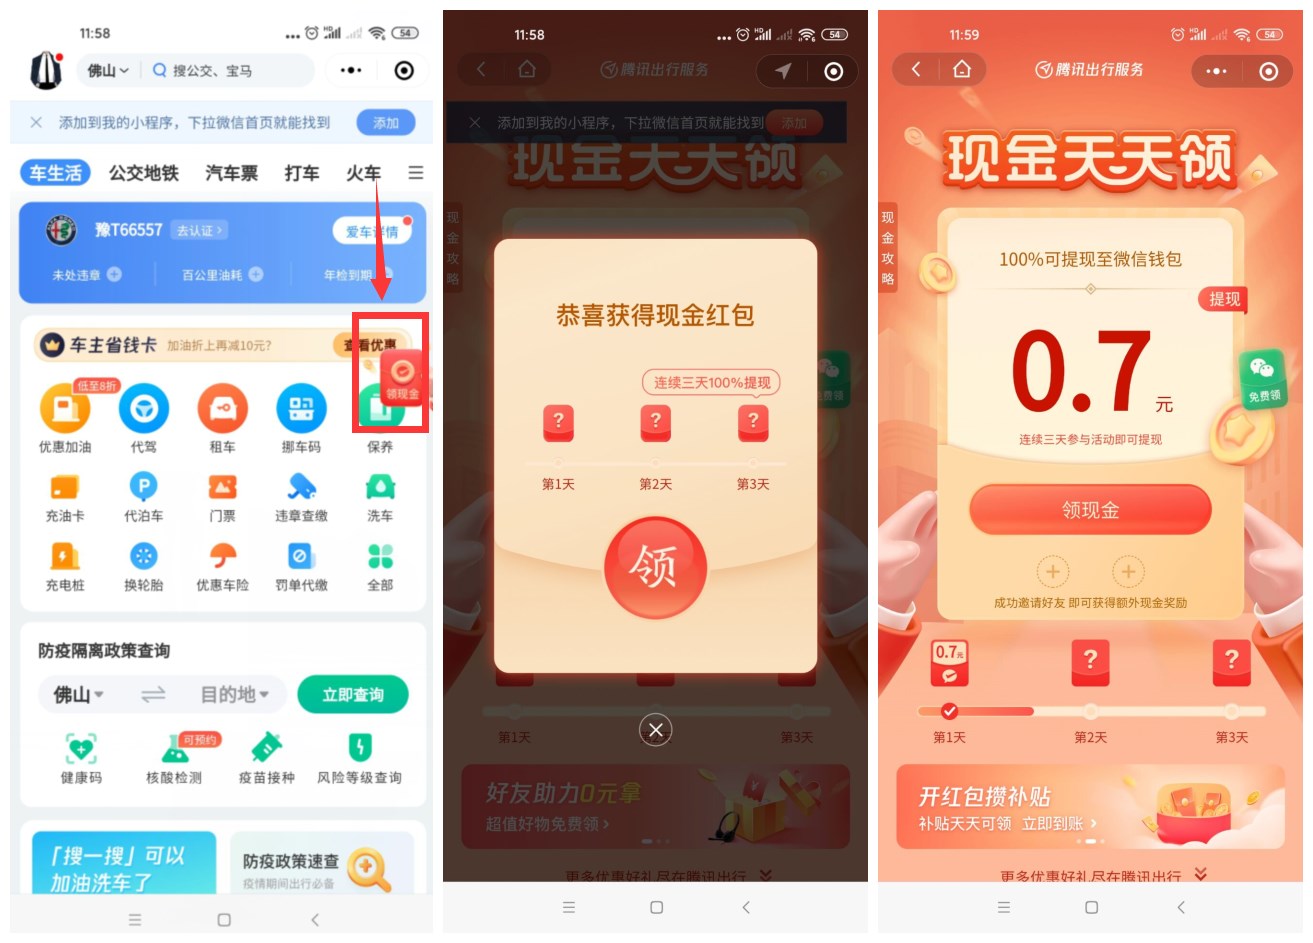 11:58
54
佛山
搜公交、宝马
添加到我的小程序，下拉微信首页就能找到
添加
车生活
公交地铁
汽车票
打车
火车
豫T66557
去认证
未处违章
百公里油耗
年检到期
车主省钱卡
加油折上再减10元?
查看优惠
领现金
低至8折
优惠加油
代驾
租车
挪车码
保养
充油卡
代泊车
门票
违章查缴
洗车
充电桩
换轮胎
优惠车险
罚单代缴
全部
防疫隔离政策查询
佛山
目的地
立即查询
可预约
健康码
核酸检测
疫苗接种
风险等级查询
「搜一搜」可以
加油洗车了
防疫政策速查
疫情期间出行必备
11:58
54
腾讯出行服务
添加到我的小程序，下拉微信首页就能找到
添加
现金天天领
现金攻略
恭喜获得现金红包
连续三天100%提现
?
?
?
第1天
第2天
第3天
领
第1天
第3天
好友助力0元拿
超值好物免费领
更多优惠好礼尽在腾讯出行
11:59
54
腾讯出行服务
现金天天领
现金攻略
100%可提现至微信钱包
提现
0.7元
免费领
连续三天参与活动即可提现
领现金
成功邀请好友 即可获得额外现金奖励
0.7元
?
?
第1天
第2天
第3天
开红包攒补贴
补贴天天可领 立即到账
更多优惠好礼尽在腾讯出行